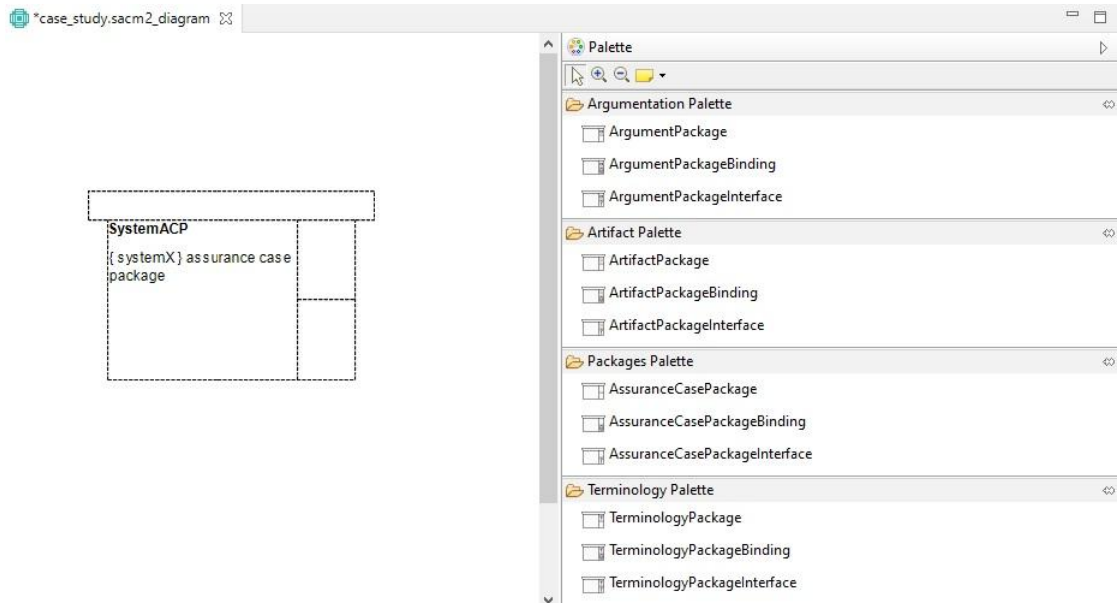 *case_study.sacm2_diagram
SystemACP
{ systemX } assurance case
package
Palette
Argumentation Palette
ArgumentPackage
ArgumentPackageBinding
ArgumentPackageInterface
Artifact Palette
ArtifactPackage
ArtifactPackageBinding
ArtifactPackageInterface
Packages Palette
AssuranceCasePackage
AssuranceCasePackageBinding
AssuranceCasePackageInterface
Terminology Palette
TerminologyPackage
TerminologyPackageBinding
TerminologyPackageInterface